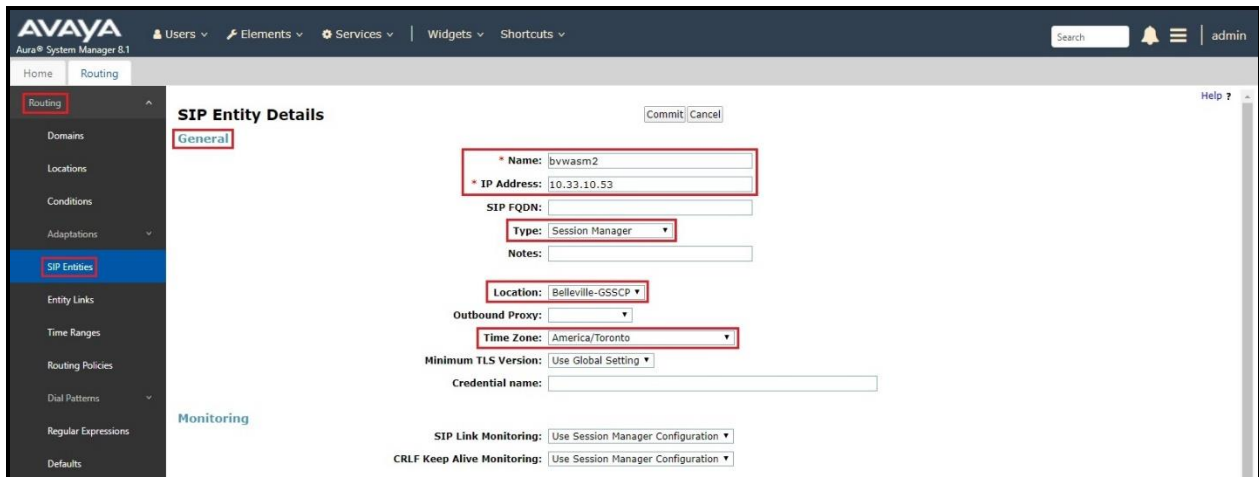 AVAYA
Aura® System Manager 8.1
Users Elements Services | Widgets Shortcuts
Search
admin
Home Routing
Help ?
Routing
Domains
Locations
Conditions
Adaptations
SIP Entities
Entity Links
Time Ranges
Routing Policies
Dial Patterns
Regular Expressions
Defaults
SIP Entity Details
Commit Cancel
General
* Name: bvwasm2
* IP Address: 10.33.10.53
SIP FQDN:
Type: Session Manager
Notes:
Location: Belleville-GSSCP
Outbound Proxy:
Time Zone: America/Toronto
Minimum TLS Version: Use Global Setting
Credential name:
Monitoring
SIP Link Monitoring: Use Session Manager Configuration
CRLF Keep Alive Monitoring: Use Session Manager Configuration